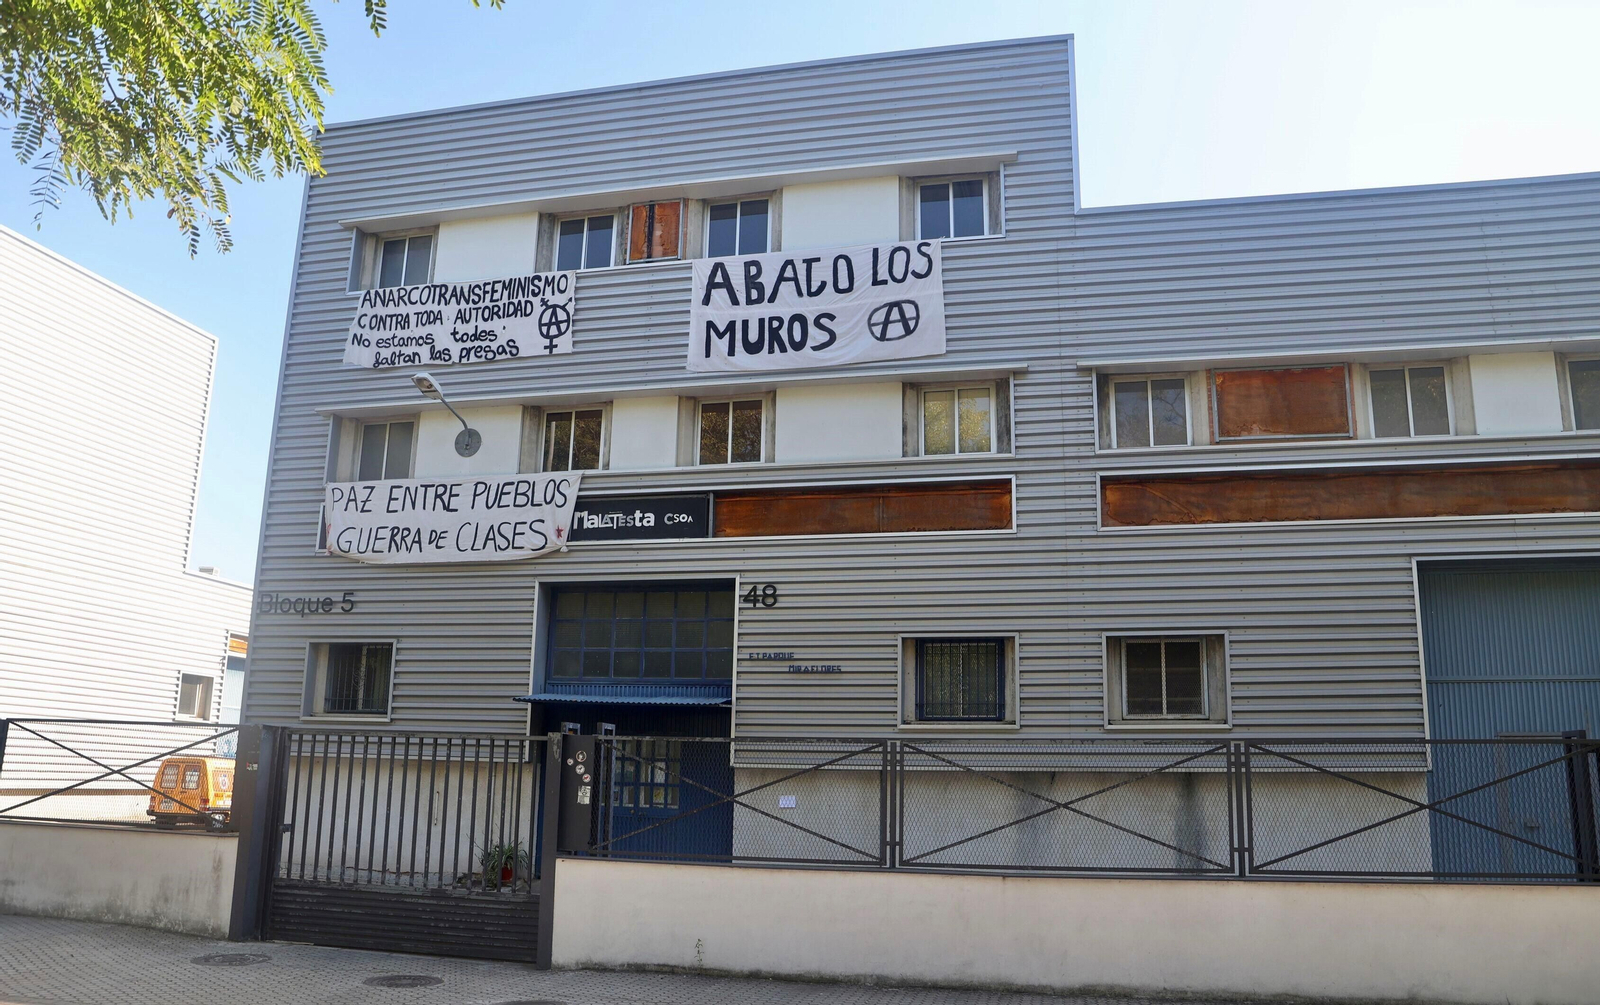 ANARCOTRANSFEMINISMO
CONTRA TODA AUTORIDAD
No estamos todes
faltan las presas
ABAJO LOS
MUROS
PAZ ENTRE PUEBLOS
GUERRA DE CLASES
MaLATEsta CSOA
Bloque 5
48
E.T. PARQUE
MIRAFLORES